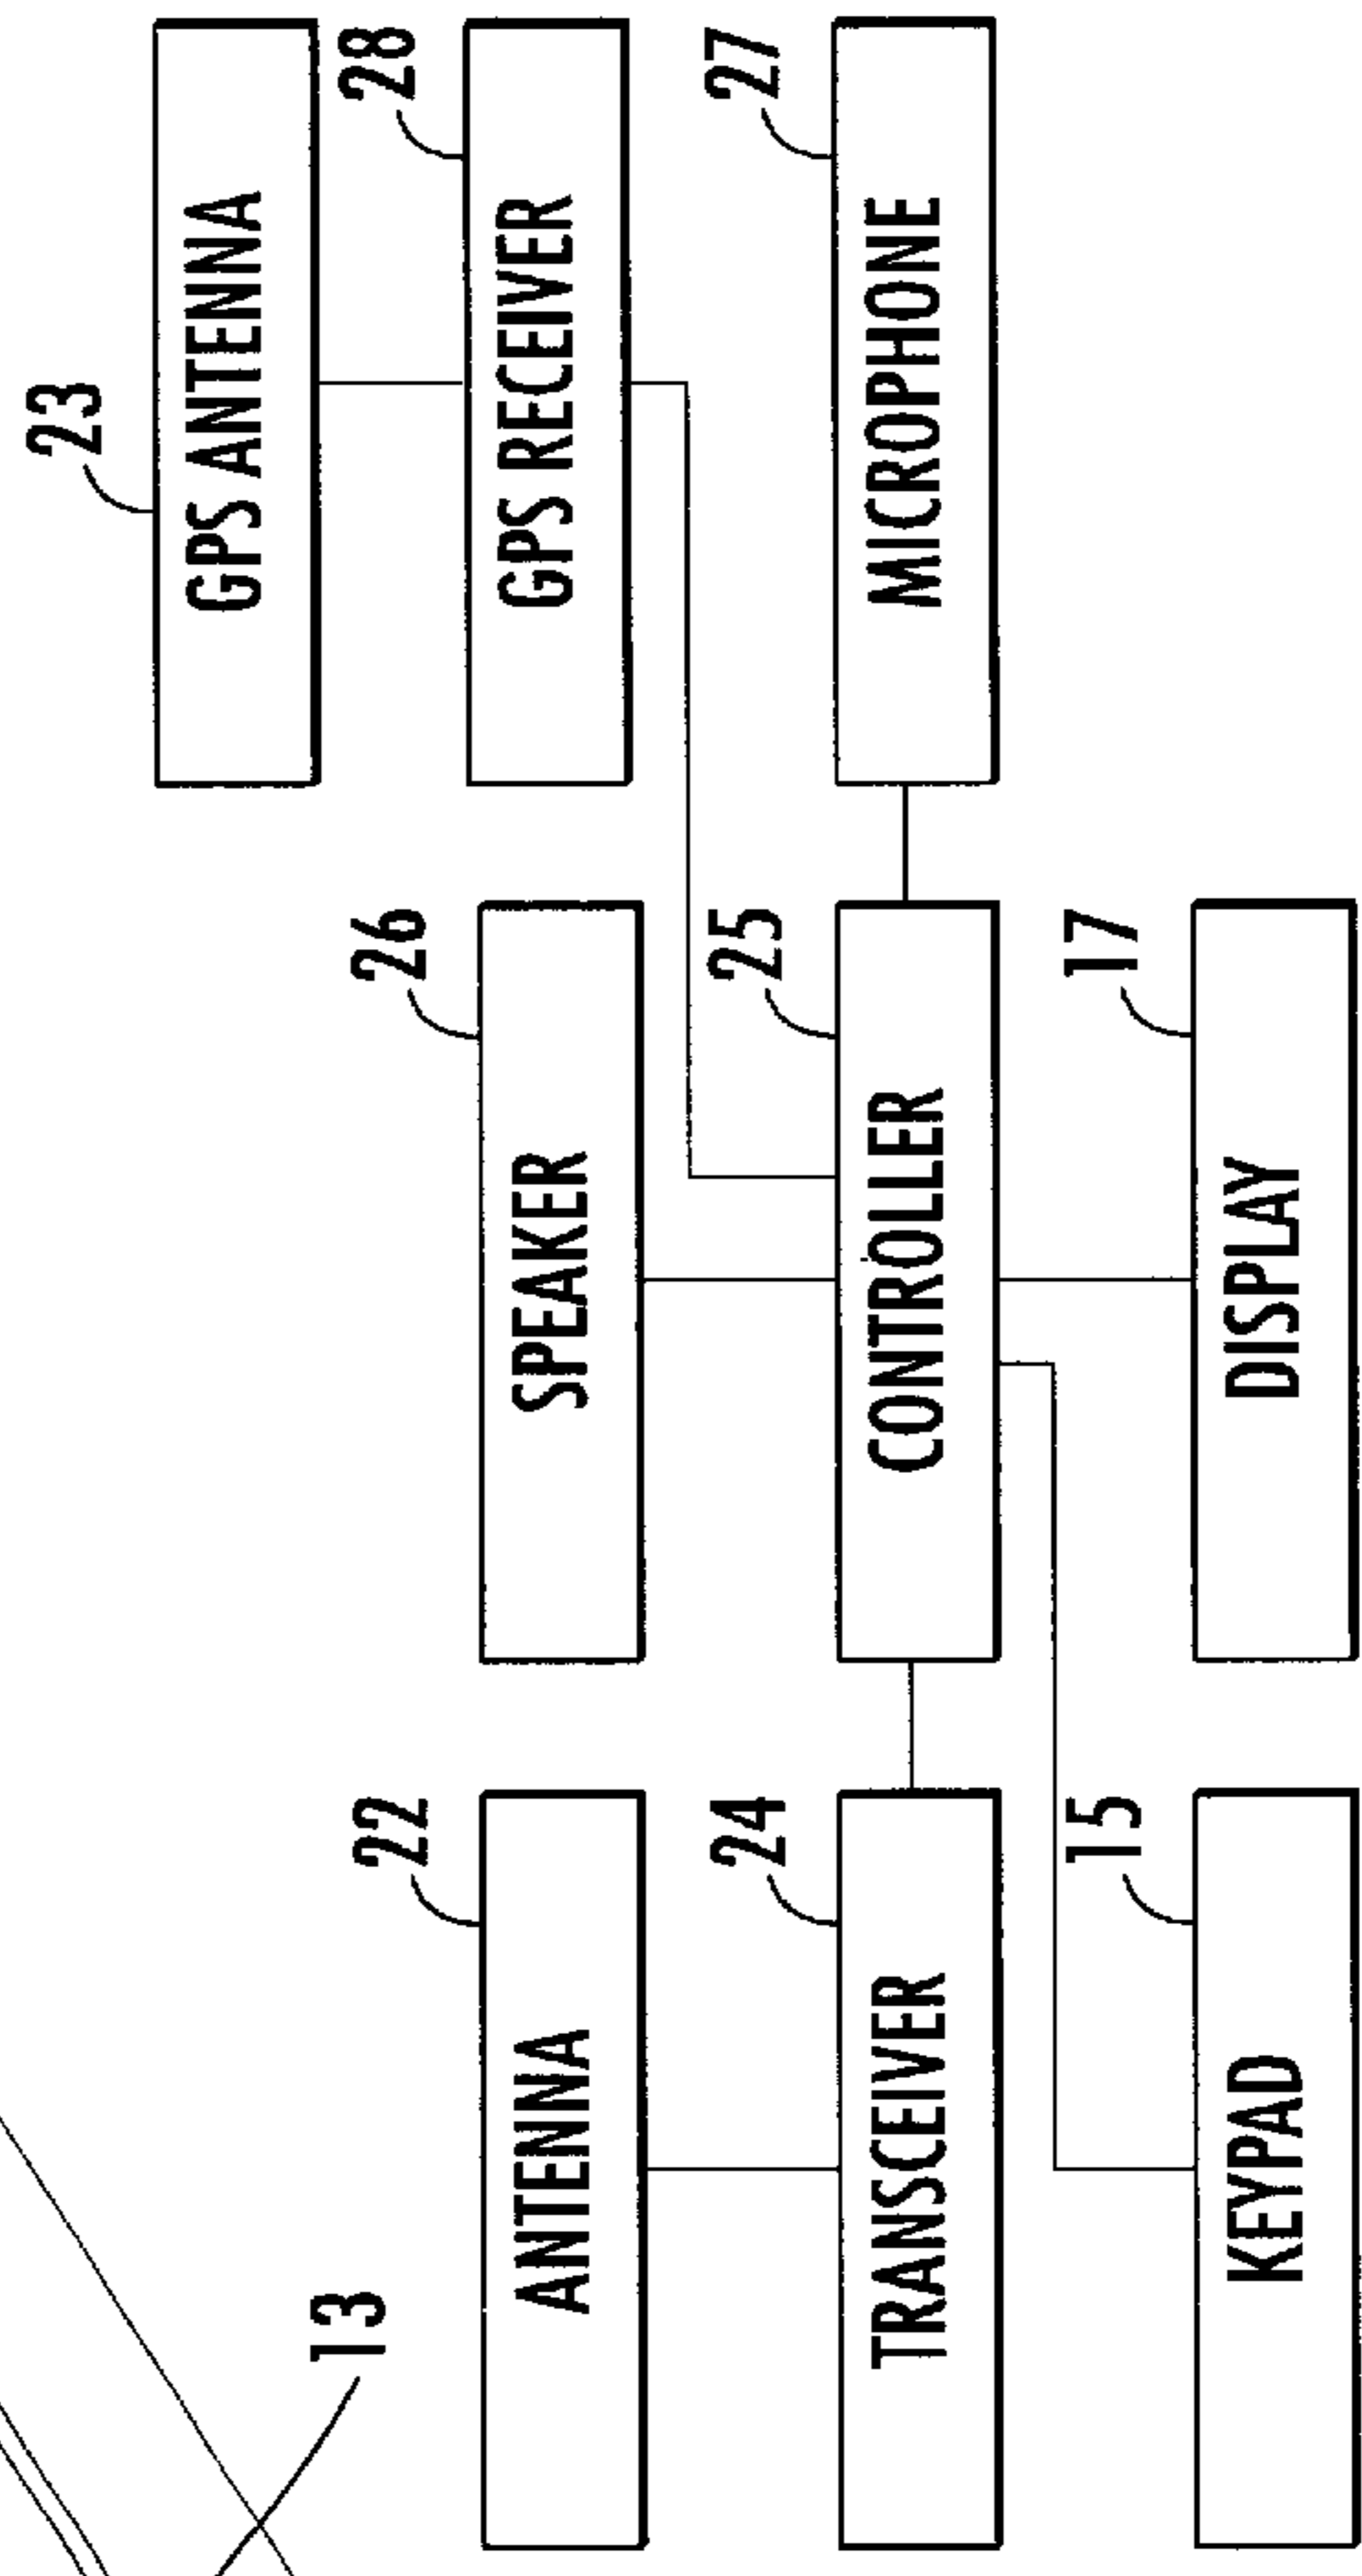 23
GPS ANTENNA
28
GPS RECEIVER
27
MICROPHONE
26
SPEAKER
25
CONTROLLER
17
DISPLAY
13
22
ANTENNA
24
TRANSCEIVER
15
KEYPAD